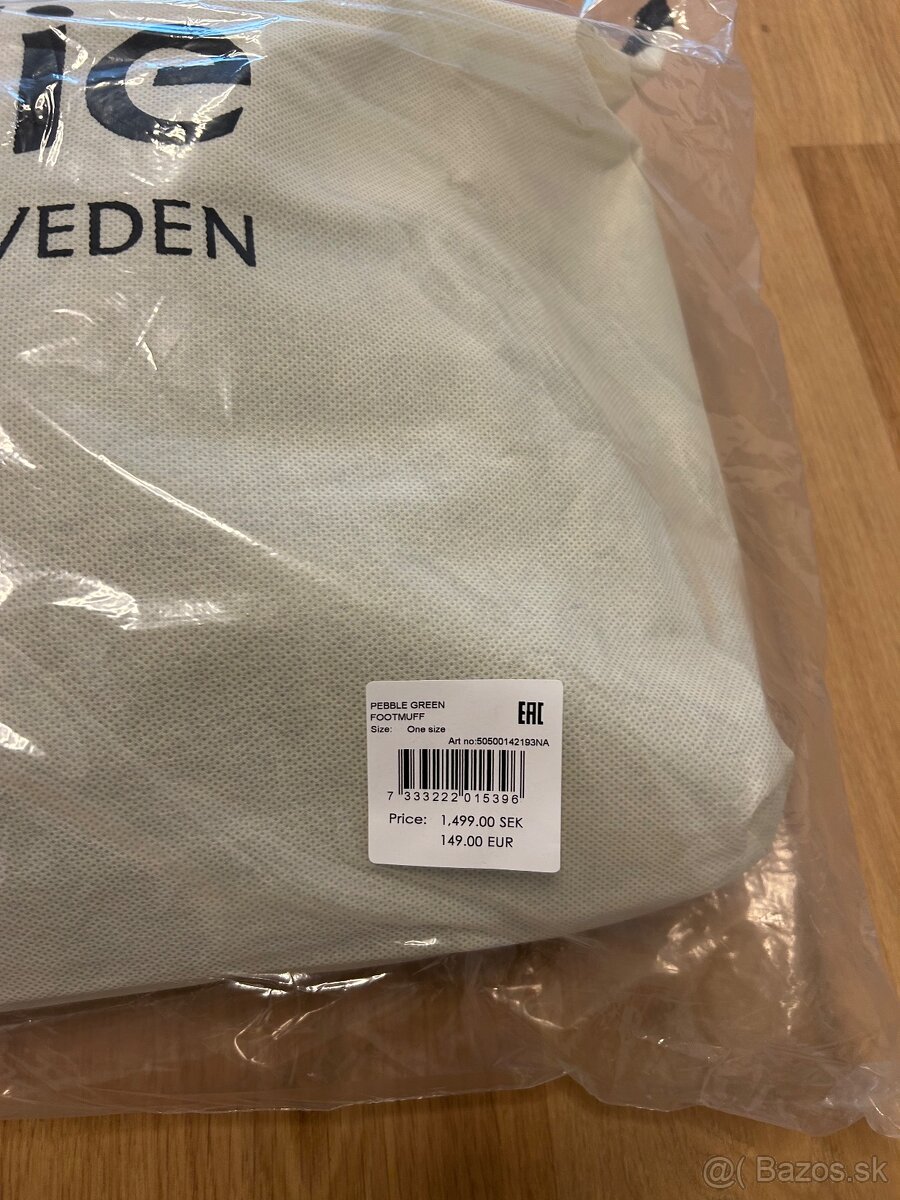 ie
VEDEN
PEBBLE GREEN
FOOTMUFF
EAC
Size: One size
Art no:50500142193NA
7 333222 015396
Price: 1,499.00 SEK
149.00 EUR
@( Bazos.sk